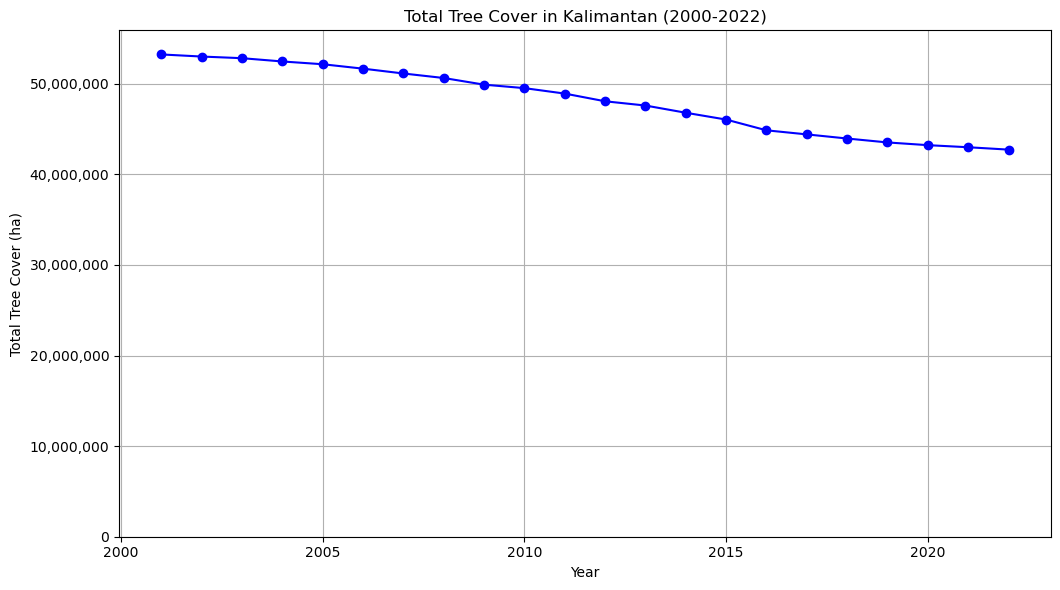 Total Tree Cover in Kalimantan (2000-2022)
Total Tree Cover (ha)
50,000,000
40,000,000
30,000,000
20,000,000
10,000,000
0
2000 2005 2010 2015 2020
Year